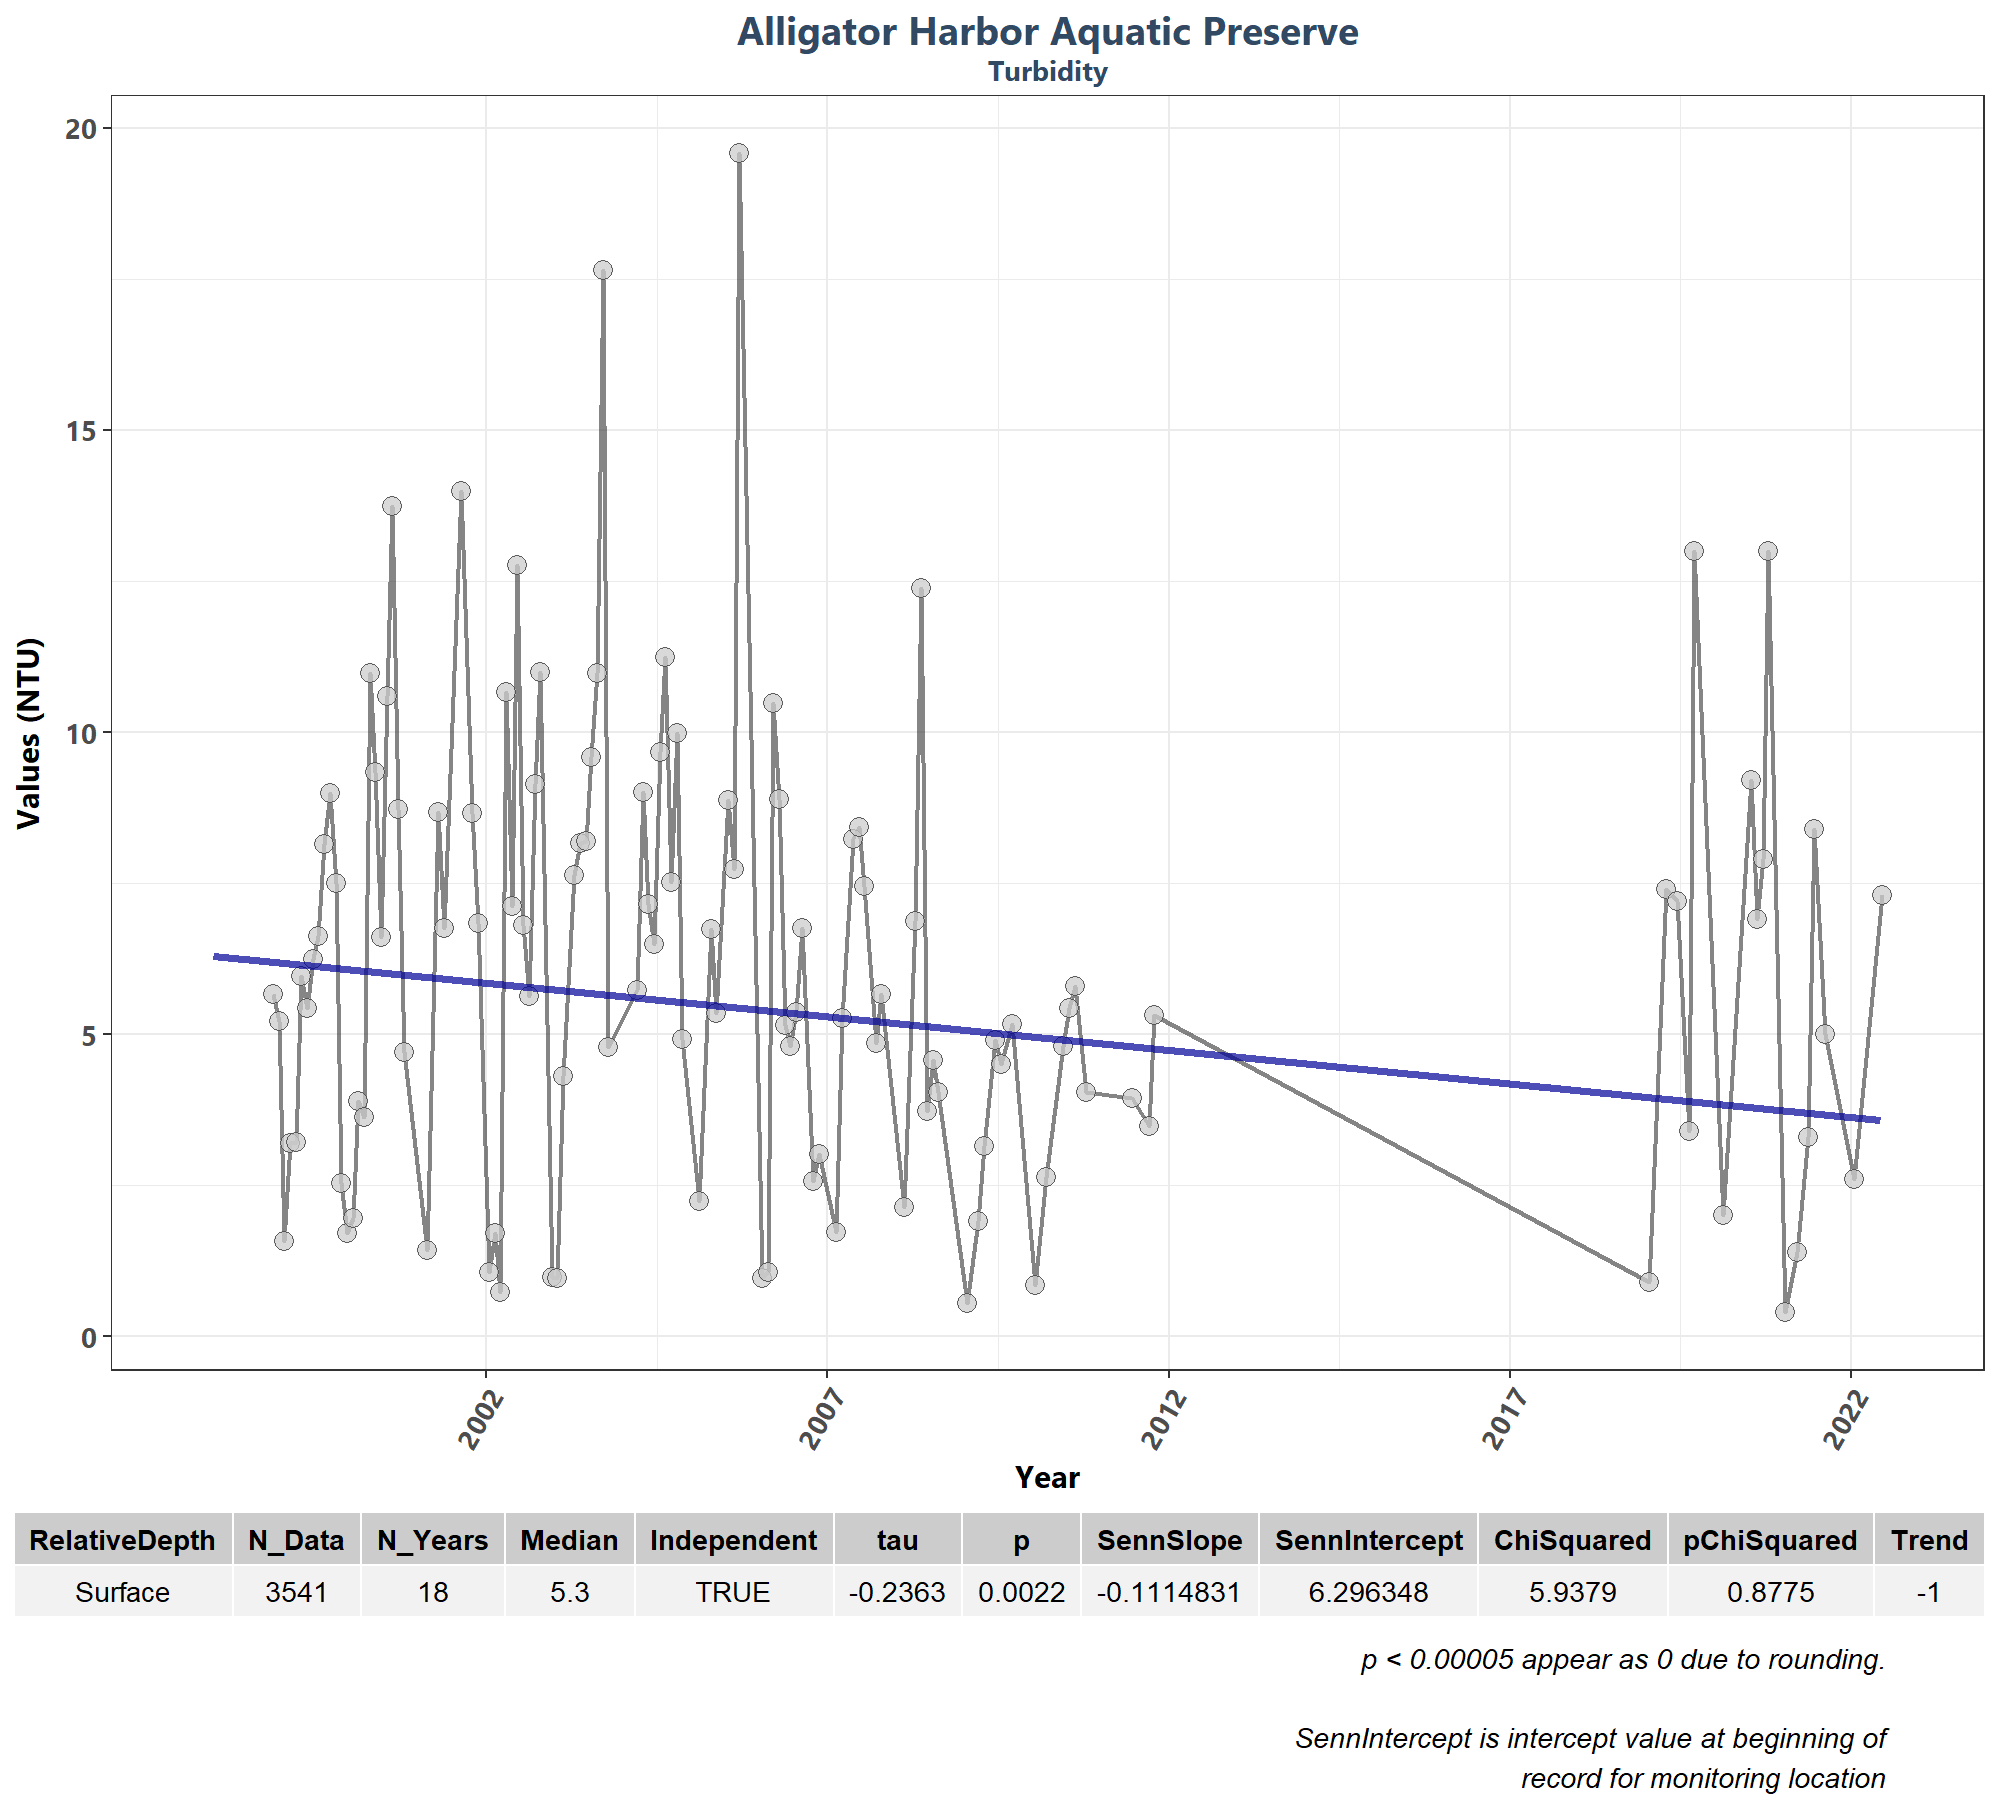 Alligator Harbor Aquatic Preserve
Turbidity
Values (NTU)
20
15
10
5
0
2002 2007 2012 2017 2022
Year
RelativeDepth N_Data N_Years Median Independent tau p SennSlope SennIntercept ChiSquared pChiSquared Trend
Surface 3541 18 5.3 TRUE -0.2363 0.0022 -0.1114831 6.296348 5.9379 0.8775 -1
p < 0.00005 appear as 0 due to rounding.
SennIntercept is intercept value at beginning of
record for monitoring location